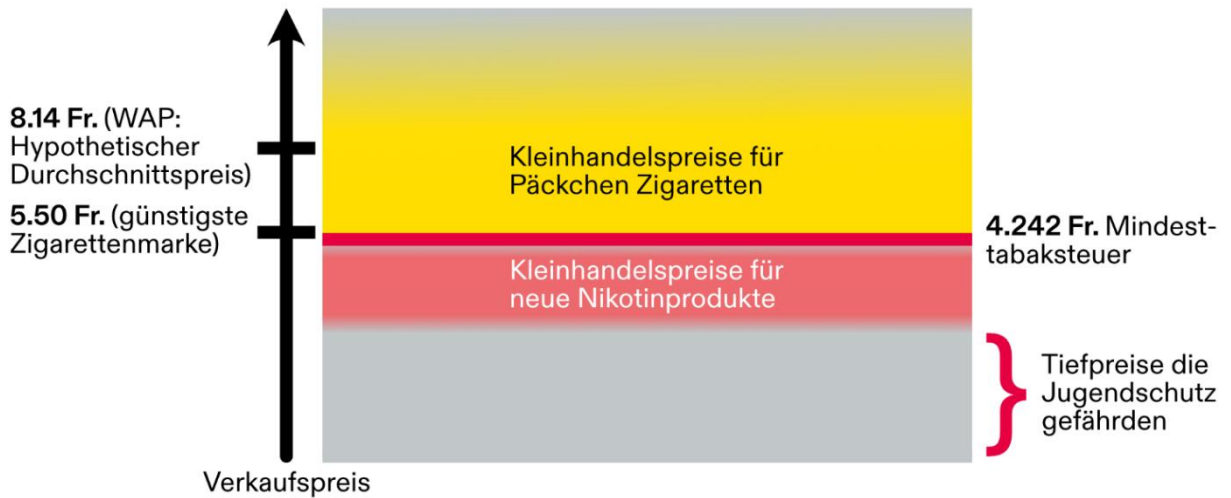 8.14 Fr. (WAP:
Hypothetischer
Durchschnittspreis)
5.50 Fr. (günstigste
Zigarettenmarke)
Kleinhandelspreise für
Päckchen Zigaretten
Kleinhandelspreise für
neue Nikotinprodukte
4.242 Fr. Mindest-
tabaksteuer
Tiefpreise die
Jugendschutz
gefährden
Verkaufspreis